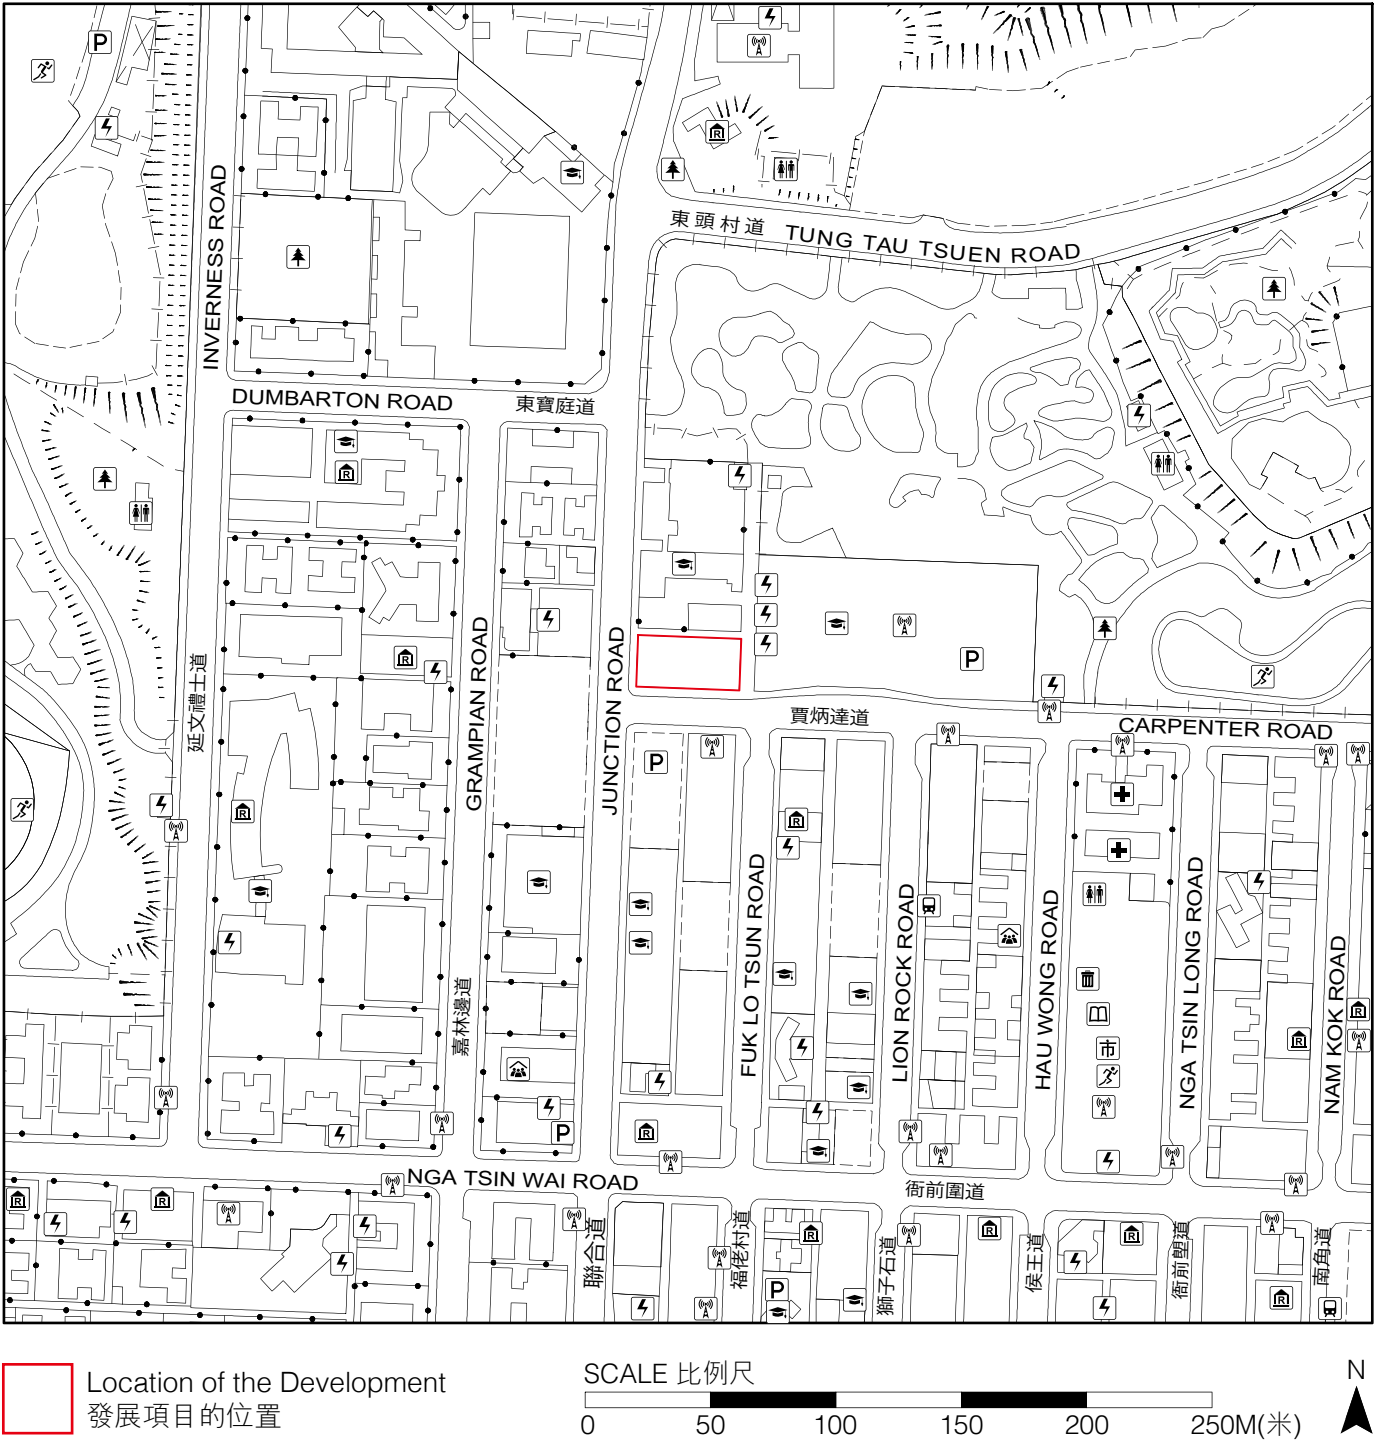 P
INVERNESS ROAD
東頭村道 TUNG TAU TSUEN ROAD
DUMBARTON ROAD
東寶庭道
R
R
R
延文禮士道
GRAMPIAN ROAD
JUNCTION ROAD
P
賈炳達道
CARPENTER ROAD
P
R
R
FUK LO TSUN ROAD
LION ROCK ROAD
HAU WONG ROAD
NGA TSIN LONG ROAD
NAM KOK ROAD
嘉林邊道
R
R
市
P
R
NGA TSIN WAI ROAD
衙前圍道
R
R
R
R
R
聯合道
福佬村道
獅子石道
侯王道
衙前塱道
南角道
P
R
Location of the Development
發展項目的位置
SCALE 比例尺
0 50 100 150 200 250M(米)
N